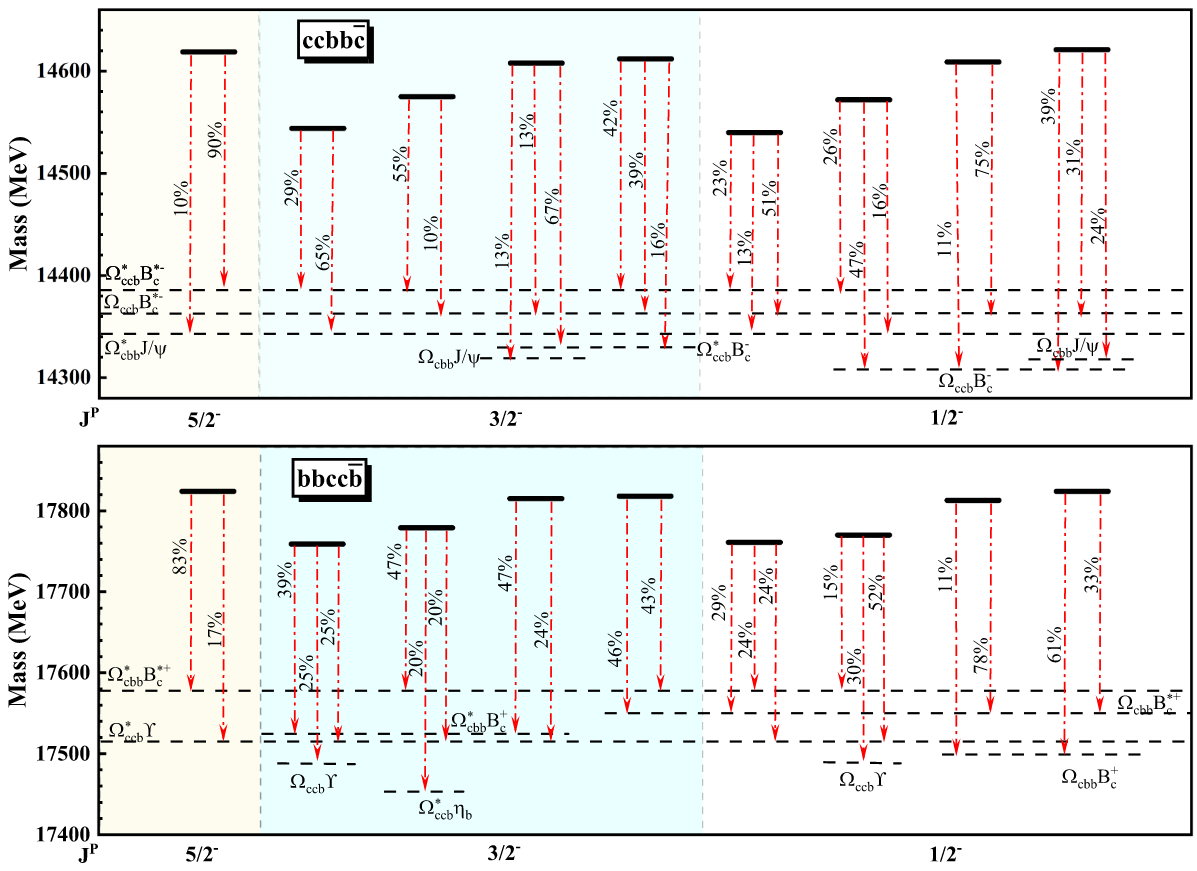 ccbbc̄
14600
14500
14400
14300
Mass (MeV)
90%
10%
29%
65%
55%
10%
13%
13%
67%
42%
39%
16%
23%
13%
51%
26%
47%
16%
11%
75%
39%
31%
24%
Ω*ccbB*-c
ΩccbB*-c
Ω*cbbJ/ψ
ΩcbbJ/ψ
Ω*ccbB-c
ΩcbbJ/ψ
ΩccbB-c
JP 5/2- 3/2- 1/2-
bbccb̄
17800
17700
17600
17500
17400
Mass (MeV)
83%
17%
39%
25%
25%
47%
20%
20%
47%
24%
46%
43%
29%
24%
24%
15%
30%
52%
11%
78%
61%
33%
Ω*cbbB*+c
ΩcbbB*+c
Ω*ccbϒ
Ω*cbbB+c
Ωccbϒ
Ω*ccbηb
Ωccbϒ
ΩcbbB+c
JP 5/2- 3/2- 1/2-